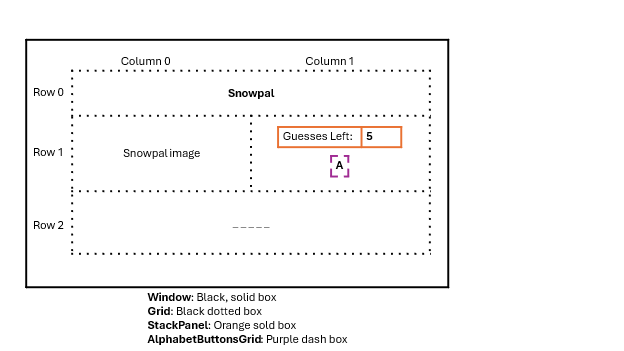 Column 0 Column 1
Row 0 Snowpal
Guesses Left: 5
Row 1 Snowpal image
A
Row 2 _ _ _ _ _
Window: Black, solid box
Grid: Black dotted box
StackPanel: Orange sold box
AlphabetButtonsGrid: Purple dash box